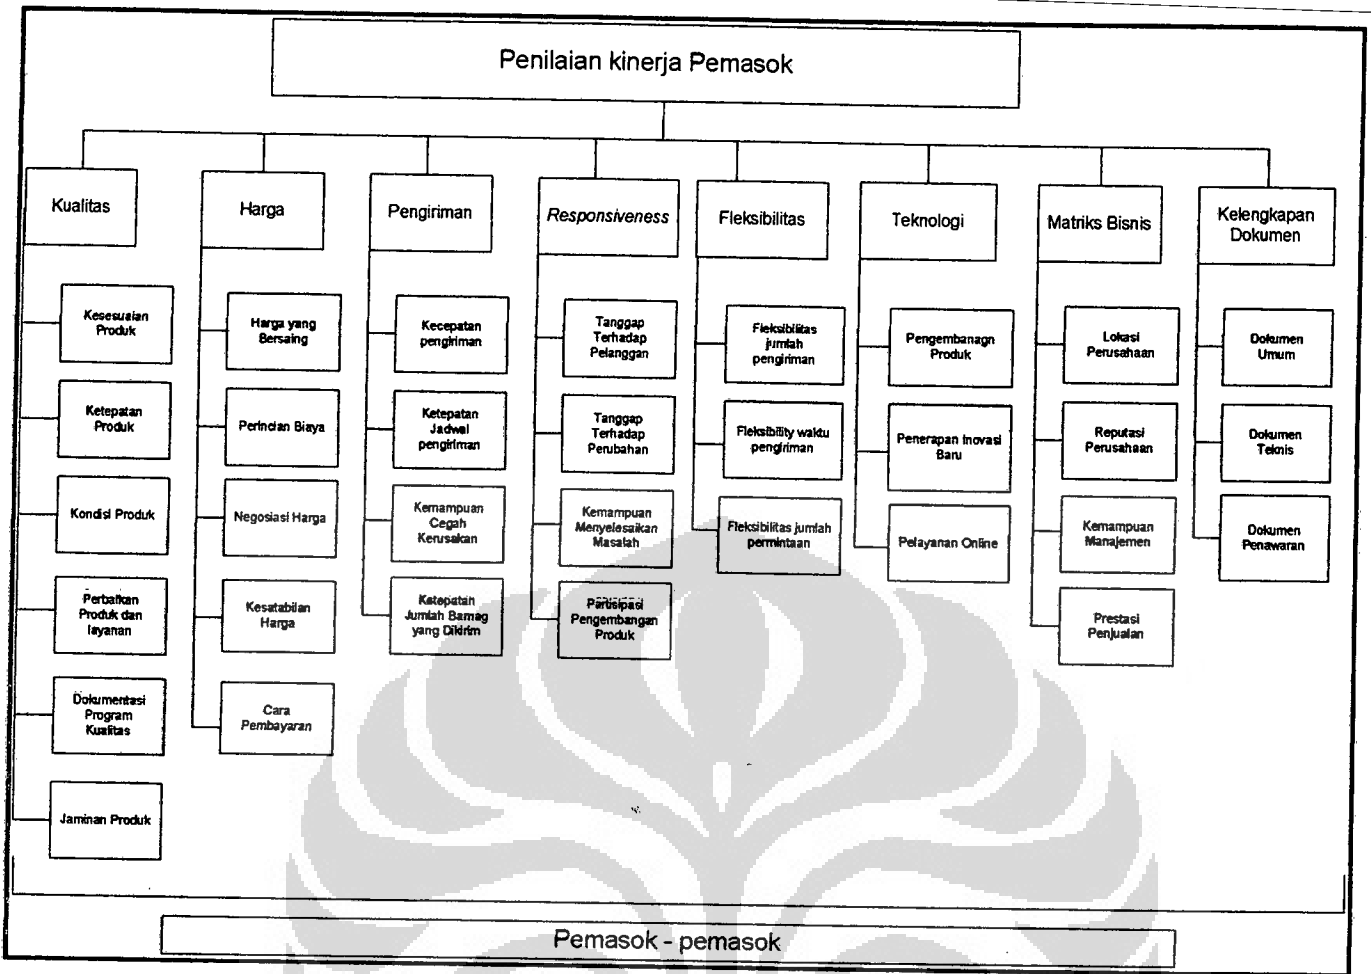 Penilaian kinerja Pemasok
Kualitas
Kesesuaian
Produk
Ketepatan
Produk
Kondisi Produk
Perbaikan
Produk dan
layanan
Dokumentasi
Program
Kualitas
Jaminan Produk
Harga
Harga yang
Bersaing
Perincian Biaya
Negosiasi Harga
Kesatabilan
Harga
Cara
Pembayaran
Pengiriman
Kecepatan
pengiriman
Ketepatan
Jadwal
pengiriman
Kemampuan
Cegah
Kerusakan
Ketepatan
Jumlah Barnag
yang Dikirim
Responsiveness
Tanggap
Terhadap
Pelanggan
Tanggap
Terhadap
Perubahan
Kemampuan
Menyelesaikan
Masalah
Partisipasi
Pengembangan
Produk
Fleksibilitas
Fleksibilitas
jumlah
pengiriman
Fleksibility waktu
pengiriman
Fleksibilitas jumlah
permintaan
Teknologi
Pengembanagn
Produk
Penerapan Inovasi
Baru
Pelayanan Online
Matriks Bisnis
Lokasi
Perusahaan
Reputasi
Perusahaan
Kemampuan
Manajemen
Prestasi
Penjualan
Kelengkapan
Dokumen
Dokumen
Umum
Dokumen
Teknis
Dokumen
Penawaran
Pemasok - pemasok